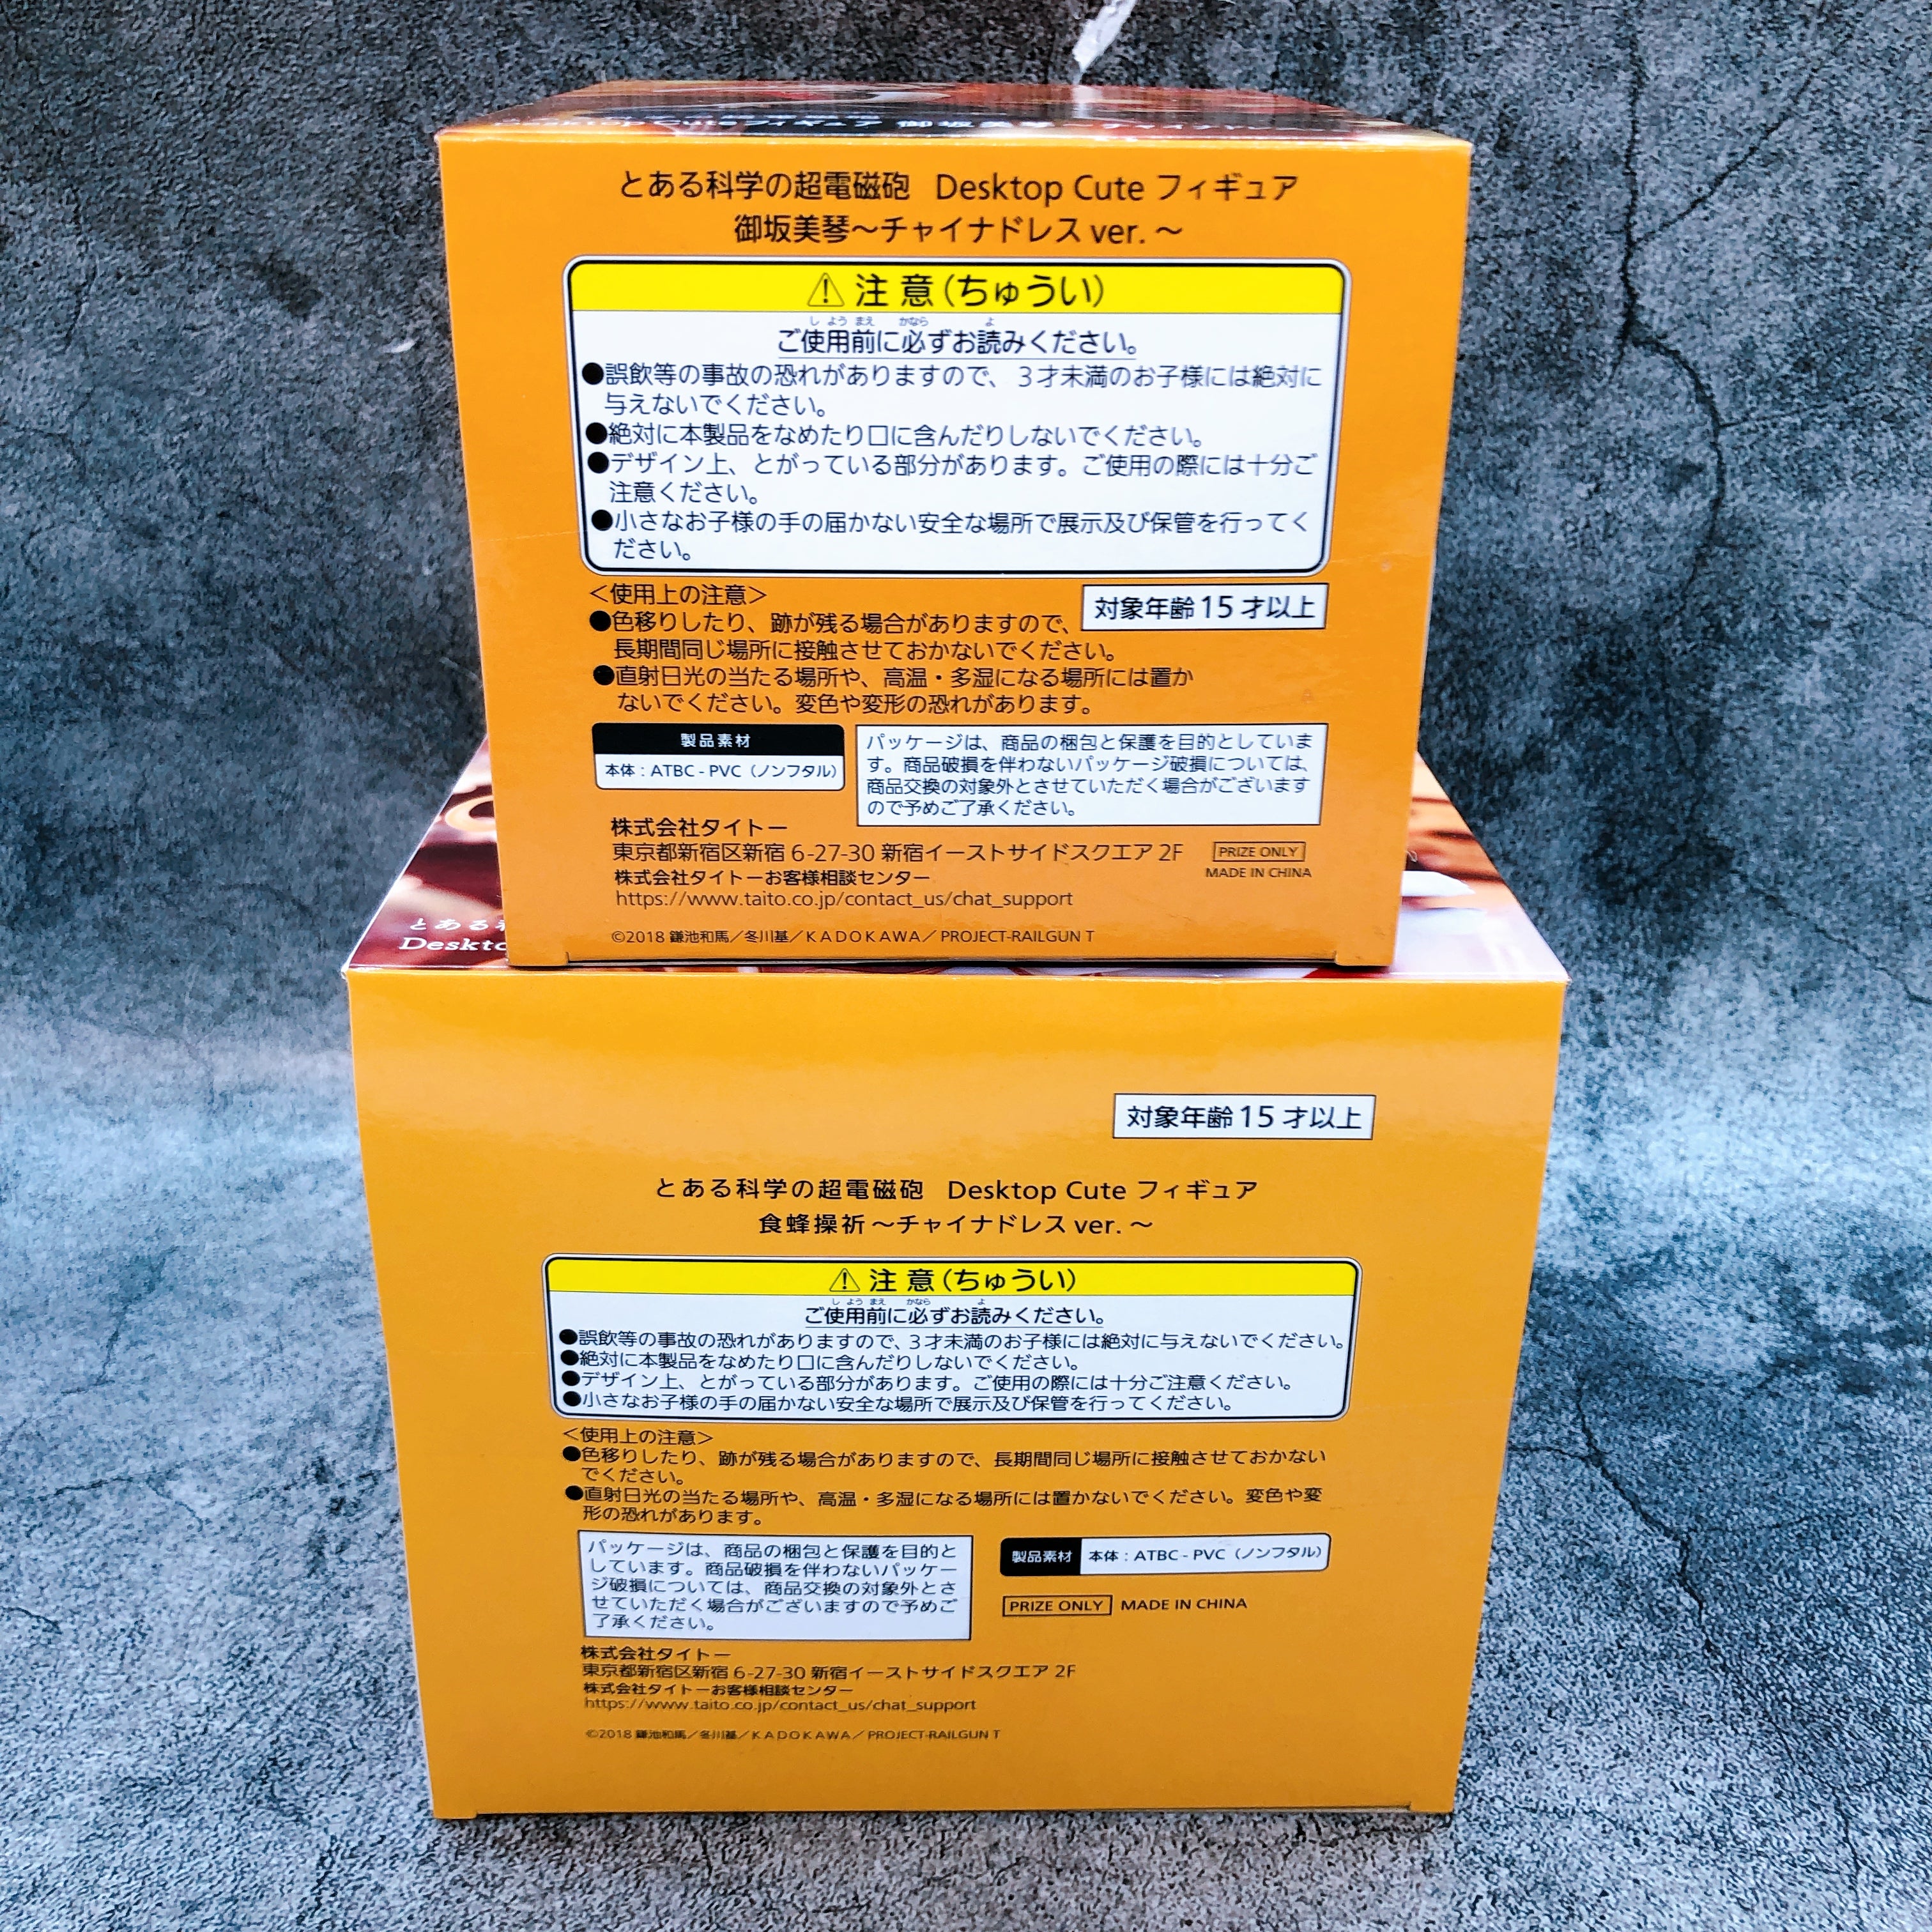 とある科学の超電磁砲 Desktop Cute フィギュア
御坂美琴～チャイナドレス ver. ～
⚠ 注 意（ちゅうい）
ご使用前に必ずお読みください。
●誤飲等の事故の恐れがありますので、３才未満のお子様には絶対に
与えないでください。
●絶対に本製品をなめたり口に含んだりしないでください。
●デザイン上、とがっている部分があります。ご使用の際には十分ご
注意ください。
●小さなお子様の手の届かない安全な場所で展示及び保管を行ってく
ださい。
＜使用上の注意＞
対象年齢 15 才以上
●色移りしたり、跡が残る場合がありますので、
長期間同じ場所に接触させておかないでください。
●直射日光の当たる場所や、高温・多湿になる場所には置か
ないでください。変色や変形の恐れがあります。
製品素材
本体：ATBC - PVC（ノンフタル）
パッケージは、商品の梱包と保護を目的としていま
す。商品破損を伴わないパッケージ破損については、
商品交換の対象外とさせていただく場合がございます
ので予めご了承ください。
株式会社タイトー
東京都新宿区新宿 6-27-30 新宿イーストサイドスクエア 2F
株式会社タイトーお客様相談センター
https://www.taito.co.jp/contact_us/chat_support
PRIZE ONLY
MADE IN CHINA
©2018 鎌池和馬／冬川基／KADOKAWA／PROJECT-RAILGUN T
とある
Deskto
対象年齢 15 才以上
とある科学の超電磁砲 Desktop Cute フィギュア
食蜂操祈～チャイナドレス ver. ～
⚠ 注 意（ちゅうい）
ご使用前に必ずお読みください。
●誤飲等の事故の恐れがありますので、３才未満のお子様には絶対に与えないでください。
●絶対に本製品をなめたり口に含んだりしないでください。
●デザイン上、とがっている部分があります。ご使用の際には十分ご注意ください。
●小さなお子様の手の届かない安全な場所で展示及び保管を行ってください。
＜使用上の注意＞
●色移りしたり、跡が残る場合がありますので、長期間同じ場所に接触させておかない
でください。
●直射日光の当たる場所や、高温・多湿になる場所には置かないでください。変色や変
形の恐れがあります。
パッケージは、商品の梱包と保護を目的と
しています。商品破損を伴わないパッケー
ジ破損については、商品交換の対象外とさ
せていただく場合がございますので予めご
了承ください。
製品素材 本体：ATBC - PVC（ノンフタル）
PRIZE ONLY MADE IN CHINA
株式会社タイトー
東京都新宿区新宿 6-27-30 新宿イーストサイドスクエア 2F
株式会社タイトーお客様相談センター
https://www.taito.co.jp/contact_us/chat_support
©2018 鎌池和馬／冬川基／KADOKAWA／PROJECT-RAILGUN T